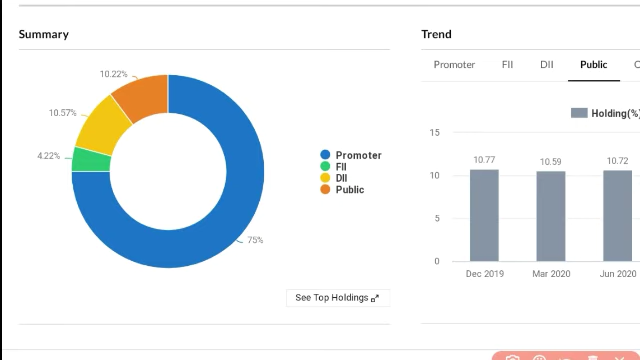 Summary
10.22%
10.57%
4.22%
75%
Promoter
FII
DII
Public
See Top Holdings
Trend
Promoter FII DII Public
Holding(%)
15
10
5
0
10.77 10.59 10.72
Dec 2019 Mar 2020 Jun 2020